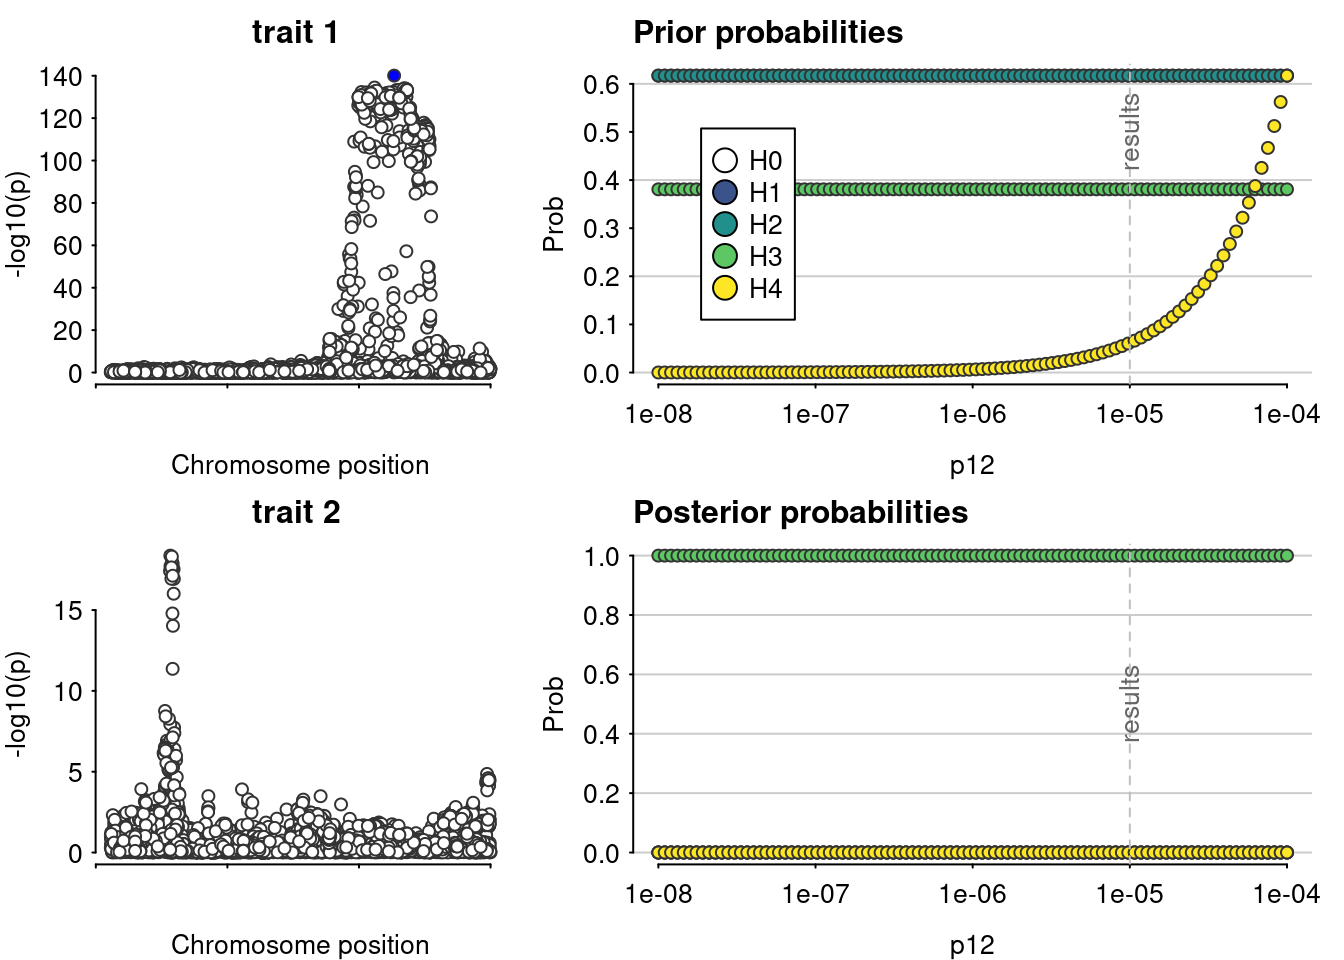 trait 1
-log10(p)
140
120
100
80
60
40
20
0
Chromosome position
Prior probabilities
Prob
0.6
0.5
0.4
0.3
0.2
0.1
0.0
results
H0
H1
H2
H3
H4
1e-08 1e-07 1e-06 1e-05 1e-04
p12
trait 2
-log10(p)
15
10
5
0
Chromosome position
Posterior probabilities
Prob
1.0
0.8
0.6
0.4
0.2
0.0
results
1e-08 1e-07 1e-06 1e-05 1e-04
p12